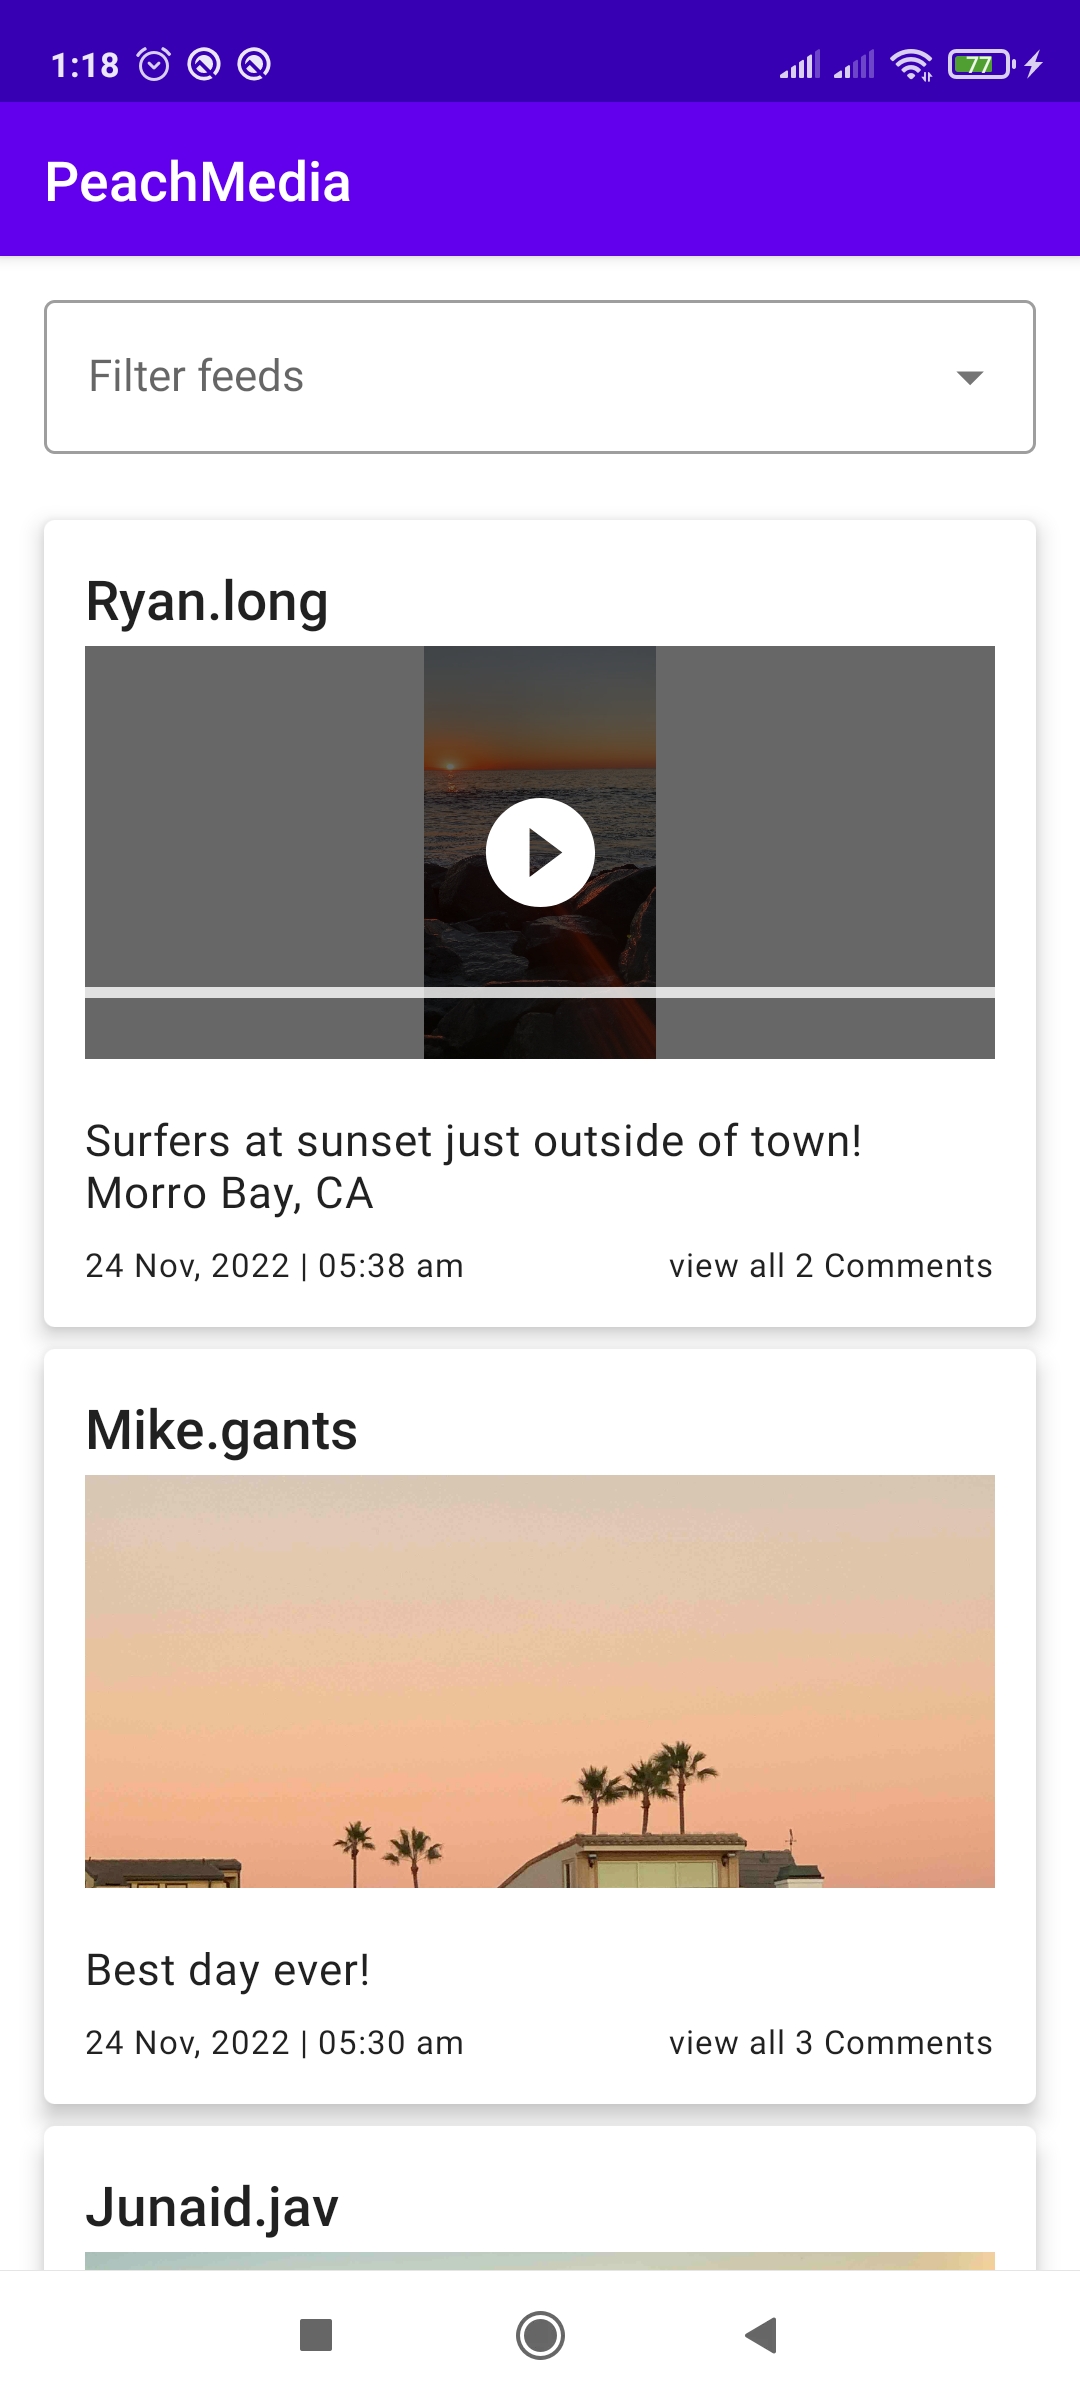 1:18
77
PeachMedia
Filter feeds
Ryan.long
Surfers at sunset just outside of town!
Morro Bay, CA
24 Nov, 2022 | 05:38 am
view all 2 Comments
Mike.gants
Best day ever!
24 Nov, 2022 | 05:30 am
view all 3 Comments
Junaid.jav